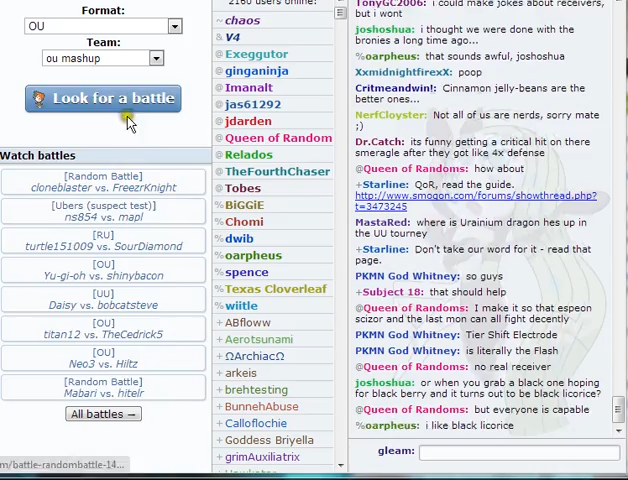 Format:
OU
Team:
ou mashup
Look for a battle
Watch battles
[Random Battle]
cloneblaster vs. FreezrKnight
[Ubers (suspect test)]
ns854 vs. mapl
[RU]
turtle151009 vs. SourDiamond
[OU]
Yu-gi-oh vs. shinybacon
[UU]
Daisy vs. bobcatsteve
[OU]
titan12 vs. TheCedrick5
[OU]
Neo3 vs. Hiltz
[Random Battle]
Mabari vs. hitelr
All battles →
m/battle-randombattle-14...
2160 users online:
~ chaos
& V4
@ Exeggutor
@ ginganinja
@ Imanalt
@ jas61292
@ jdarden
@ Queen of Random
@ Relados
@ TheFourthChaser
@ Tobes
% BiGGiE
% Chomi
% dwib
% oarpheus
% spence
% Texas Cloverleaf
% wiitle
+ ABfloww
+ Aerotsunami
+ ΩArchiacΩ
+ arkeis
+ brehtesting
+ BunnehAbuse
+ Calloflochie
+ Goddess Briyella
+ grimAuxiliatrix
TonyGC2006: i could make jokes about receivers,
but i wont
joshoshua: i thought we were done with the
bronies a long time ago...
%oarpheus: that sounds awful, joshoshua
XxmidnightfirexX: poop
Critmeandwin!: Cinnamon jelly-beans are the
better ones...
NerfCloyster: Not all of us are nerds, sorry mate
;)
Dr.Catch: its funny getting a critical hit on there
smeragle after they got like 4x defense
@Queen of Randoms: how about
+Starline: QoR, read the guide.
http://www.smogon.com/forums/showthread.php?
t=3473245
MastaRed: where is Urainium dragon hes up in
the UU tourney
+Starline: Don't take our word for it - read that
page.
PKMN God Whitney: so guys
+Subject 18: that should help
@Queen of Randoms: I make it so that espeon
scizor and the last mon can all fight decently
PKMN God Whitney: Tier Shift Electrode
PKMN God Whitney: is literally the Flash
@Queen of Randoms: no real receiver
joshoshua: or when you grab a black one hoping
for black berry and it turns out to be black licorice?
@Queen of Randoms: but everyone is capable
%oarpheus: i like black licorice
gleam: